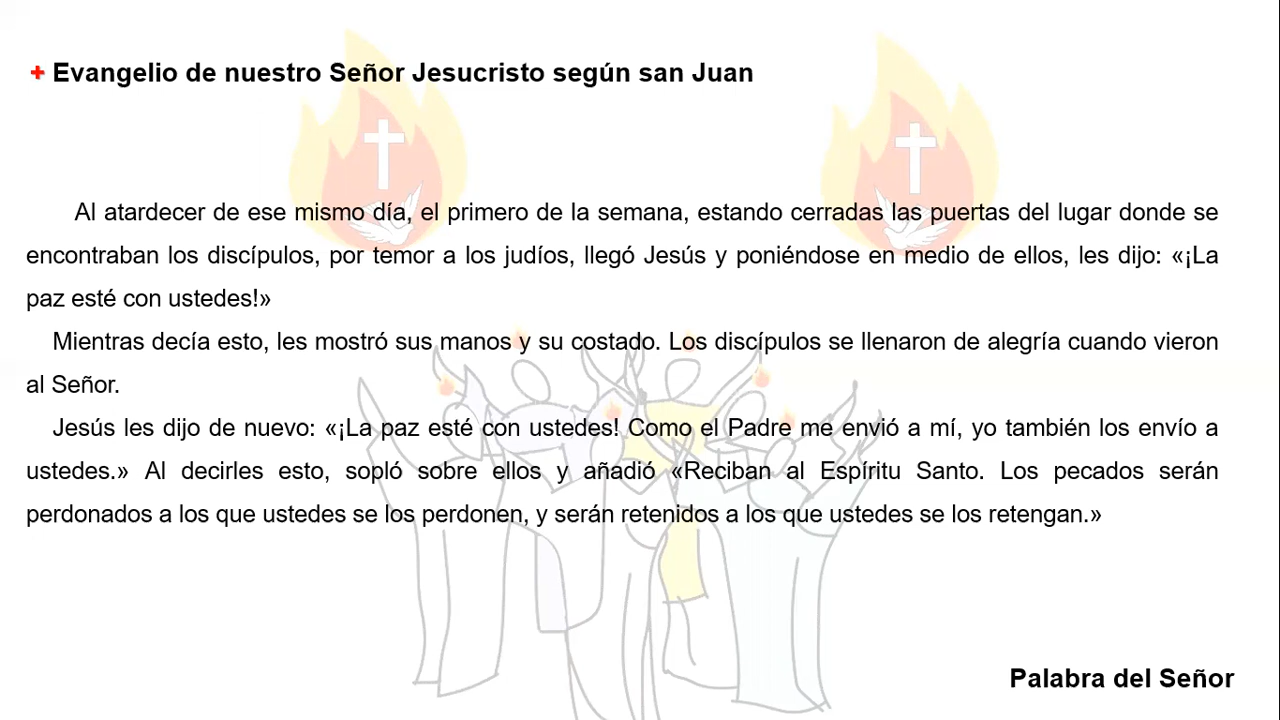 + Evangelio de nuestro Señor Jesucristo según san Juan
Al atardecer de ese mismo día, el primero de la semana, estando cerradas las puertas del lugar donde se
encontraban los discípulos, por temor a los judíos, llegó Jesús y poniéndose en medio de ellos, les dijo: «¡La
paz esté con ustedes!»
Mientras decía esto, les mostró sus manos y su costado. Los discípulos se llenaron de alegría cuando vieron
al Señor.
Jesús les dijo de nuevo: «¡La paz esté con ustedes! Como el Padre me envió a mí, yo también los envío a
ustedes.» Al decirles esto, sopló sobre ellos y añadió «Reciban al Espíritu Santo. Los pecados serán
perdonados a los que ustedes se los perdonen, y serán retenidos a los que ustedes se los retengan.»
Palabra del Señor